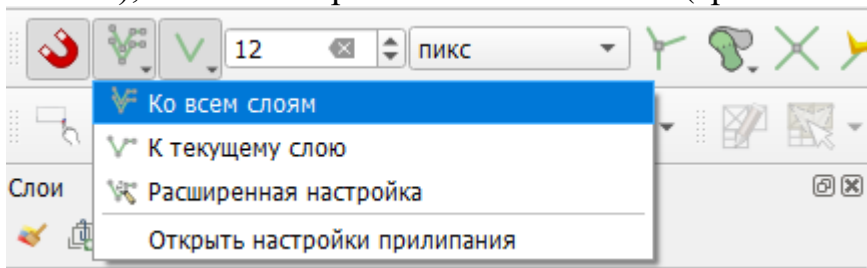 12 пикс
Ко всем слоям
К текущему слою
Слои
Расширенная настройка
Открыть настройки прилипания